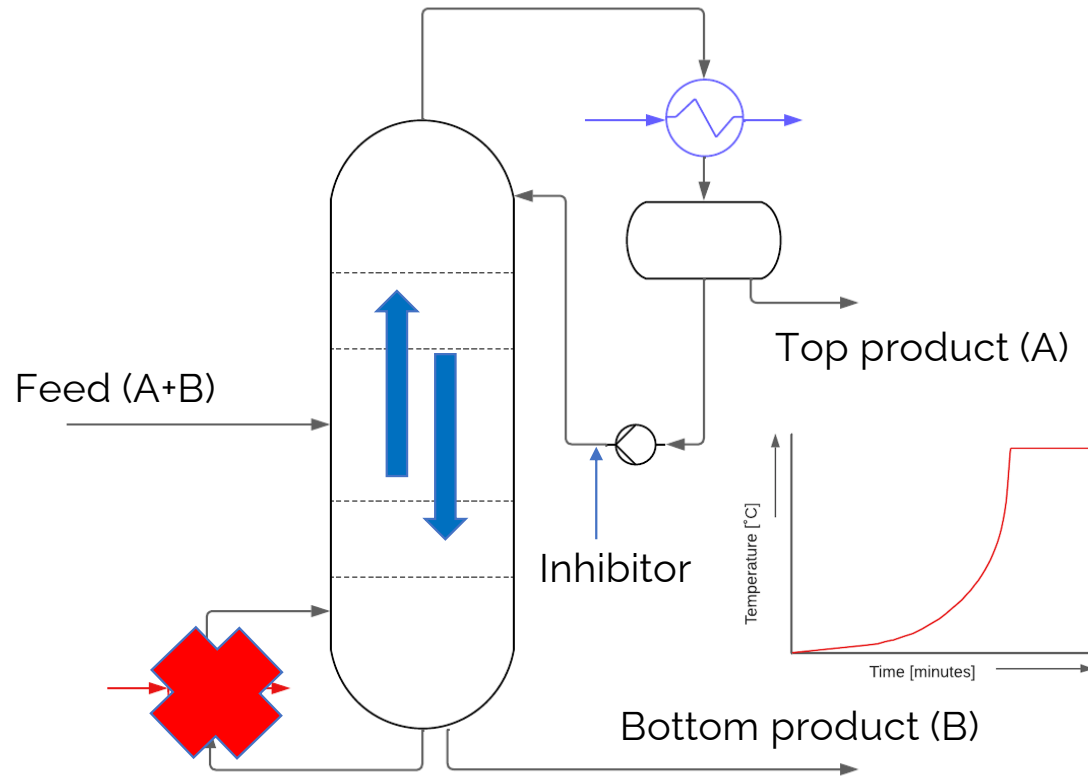 Feed (A+B)
Top product (A)
Inhibitor
Temperature [˚C]
Time [minutes]
Bottom product (B)